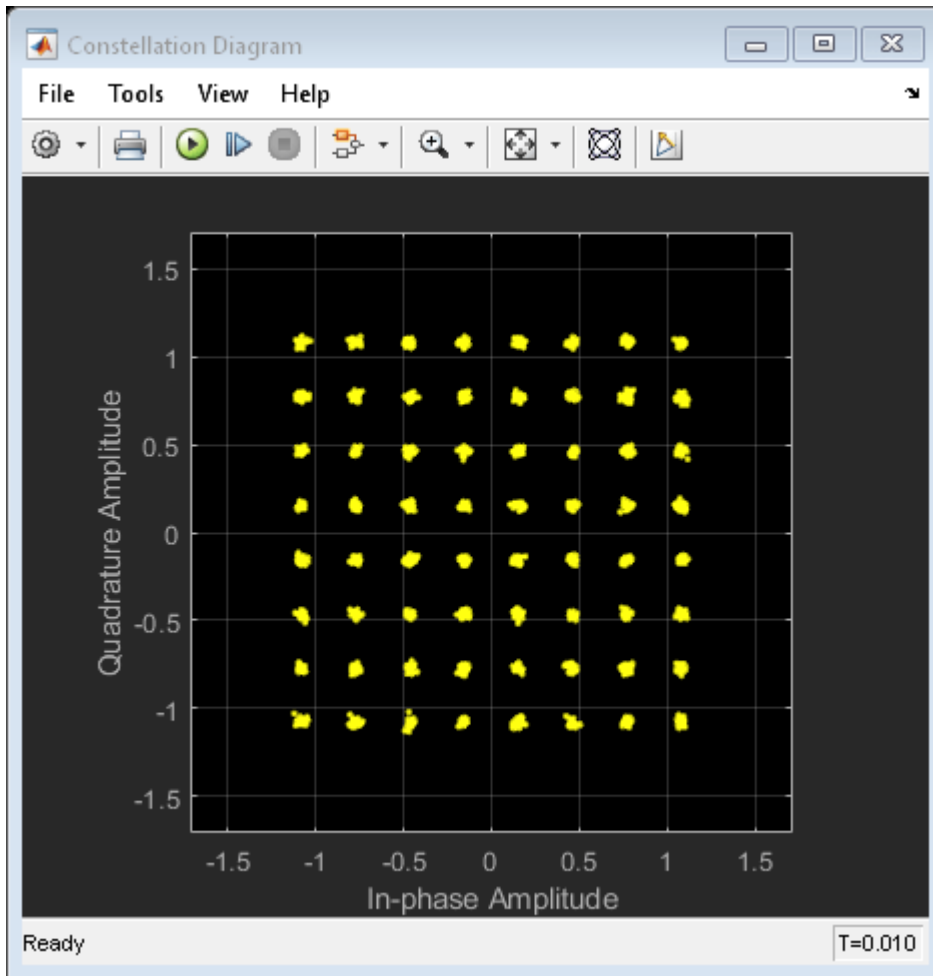 Constellation Diagram
File Tools View Help
1.5
1
0.5
0
-0.5
-1
-1.5
Quadrature Amplitude
-1.5 -1 -0.5 0 0.5 1 1.5
In-phase Amplitude
Ready T=0.010